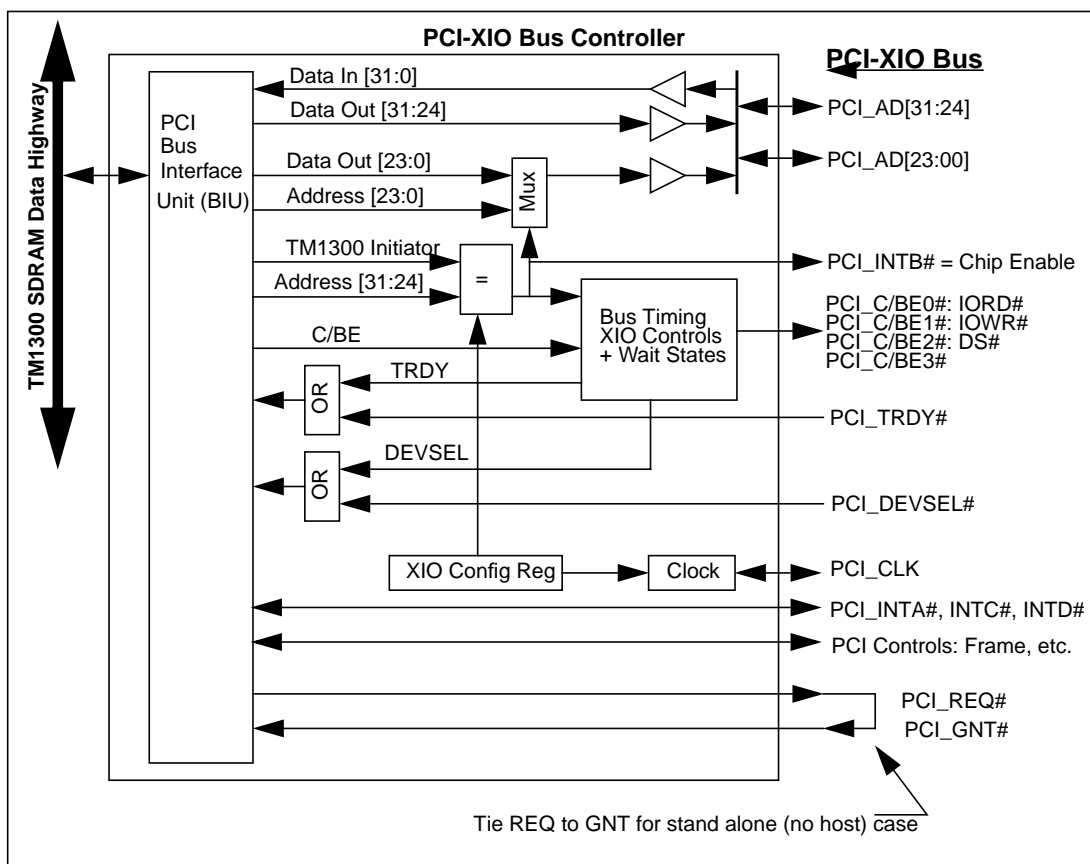 PCI-XIO Bus Controller
PCI-XIO Bus
TM1300 SDRAM Data Highway
PCI
Bus
Interface
Unit (BIU)
Data In [31:0]
Data Out [31:24]
PCI_AD[31:24]
Data Out [23:0]
Address [23:0]
Mux
PCI_AD[23:00]
TM1300 Initiator
Address [31:24]
=
PCI_INTB# = Chip Enable
C/BE
Bus Timing
XIO Controls
+ Wait States
PCI_C/BE0#: IORD#
PCI_C/BE1#: IOWR#
PCI_C/BE2#: DS#
PCI_C/BE3#
TRDY
OR
PCI_TRDY#
DEVSEL
OR
PCI_DEVSEL#
XIO Config Reg
Clock
PCI_CLK
PCI_INTA#, INTC#, INTD#
PCI Controls: Frame, etc.
PCI_REQ#
PCI_GNT#
Tie REQ to GNT for stand alone (no host) case